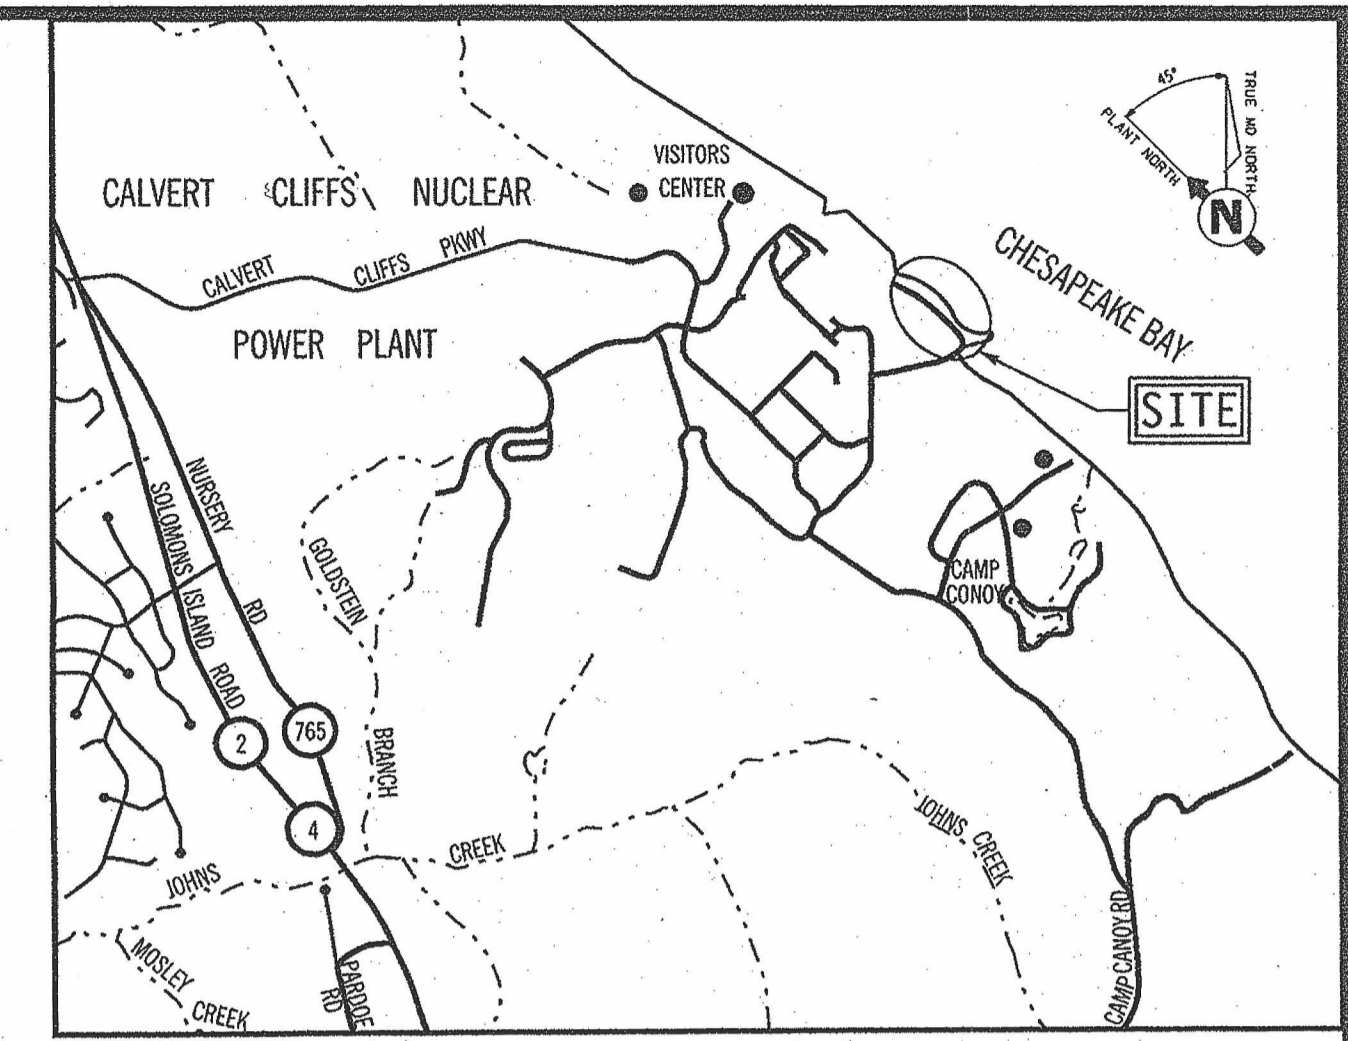 45°
TRUE MD NORTH
PLANT NORTH
N
VISITORS
CENTER
CALVERT CLIFFS NUCLEAR
POWER PLANT
CALVERT CLIFFS PKWY
CHESAPEAKE BAY
SITE
NURSERY RD
SOLOMONS ISLAND ROAD
GOLDSTEIN BRANCH
CAMP
CONOY
2
765
4
JOHNS CREEK
JOHNS CREEK
MOSLEY CREEK
PARDOE
RD
CAMP CANOY RD